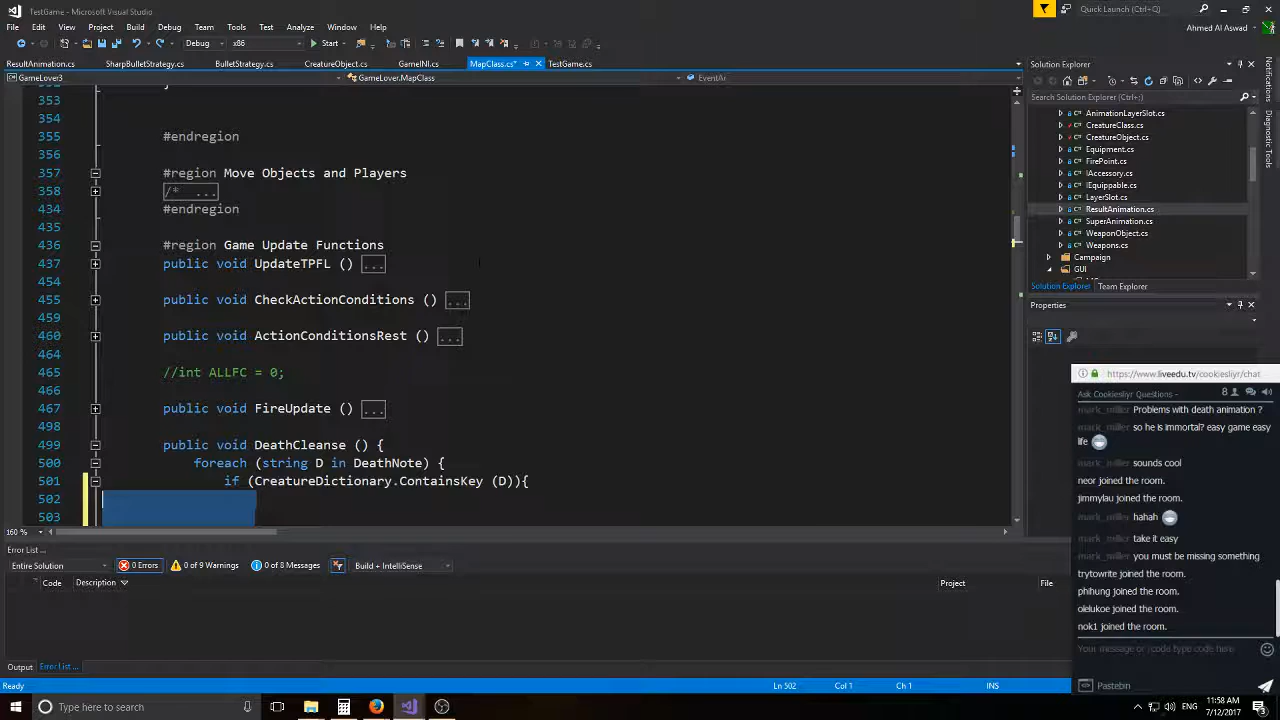 TestGame - Microsoft Visual Studio
Quick Launch (Ctrl+;)
File Edit View Project Build Debug Team Tools Test Analyze Window Help
Ahmed Al Aswad
Debug x86 Start
ResultAnimation.cs SharpBulletStrategy.cs BulletStrategy.cs CreatureObject.cs GameINI.cs MapClass.cs* TestGame.cs
GameLover3 GameLover.MapClass EventAr
353
354
355 #endregion
356
357 #region Move Objects and Players
358 /* ...
434 #endregion
435
436 #region Game Update Functions
437 public void UpdateTPFL () ...
454
455 public void CheckActionConditions () ...
459
460 public void ActionConditionsRest () ...
464
465 //int ALLFC = 0;
466
467 public void FireUpdate () ...
498
499 public void DeathCleanse () {
500 foreach (string D in DeathNote) {
501 if (CreatureDictionary.ContainsKey (D)){
502
503
160 %
Solution Explorer
Search Solution Explorer (Ctrl+;)
AnimationLayerSlot.cs
CreatureClass.cs
CreatureObject.cs
Equipment.cs
FirePoint.cs
IAccessory.cs
IEquippable.cs
LayerSlot.cs
ResultAnimation.cs
SuperAnimation.cs
WeaponObject.cs
Weapons.cs
Campaign
GUI
Solution Explorer Team Explorer
Properties
Notifications
Diagnostic Tools
Error List ...
Entire Solution 0 Errors 0 of 9 Warnings 0 of 8 Messages Build + IntelliSense
Code Description Project File
Output Error List ...
Ready Ln 502 Col 1 Ch 1 INS
https://www.liveedu.tv/cookiesliyr/chat
Ask Cookiesliyr Questions - 8
mark_miller Problems with death animation ?
mark_miller so he is immortal? easy game easy
life
mark_miller sounds cool
neor joined the room.
jimmylau joined the room.
mark_miller hahah
mark_miller take it easy
mark_miller you must be missing something
trytowrite joined the room.
phihung joined the room.
olelukoe joined the room.
nok1 joined the room.
Your message or /code type code here
Pastebin
Type here to search
11:58 AM
7/12/2017